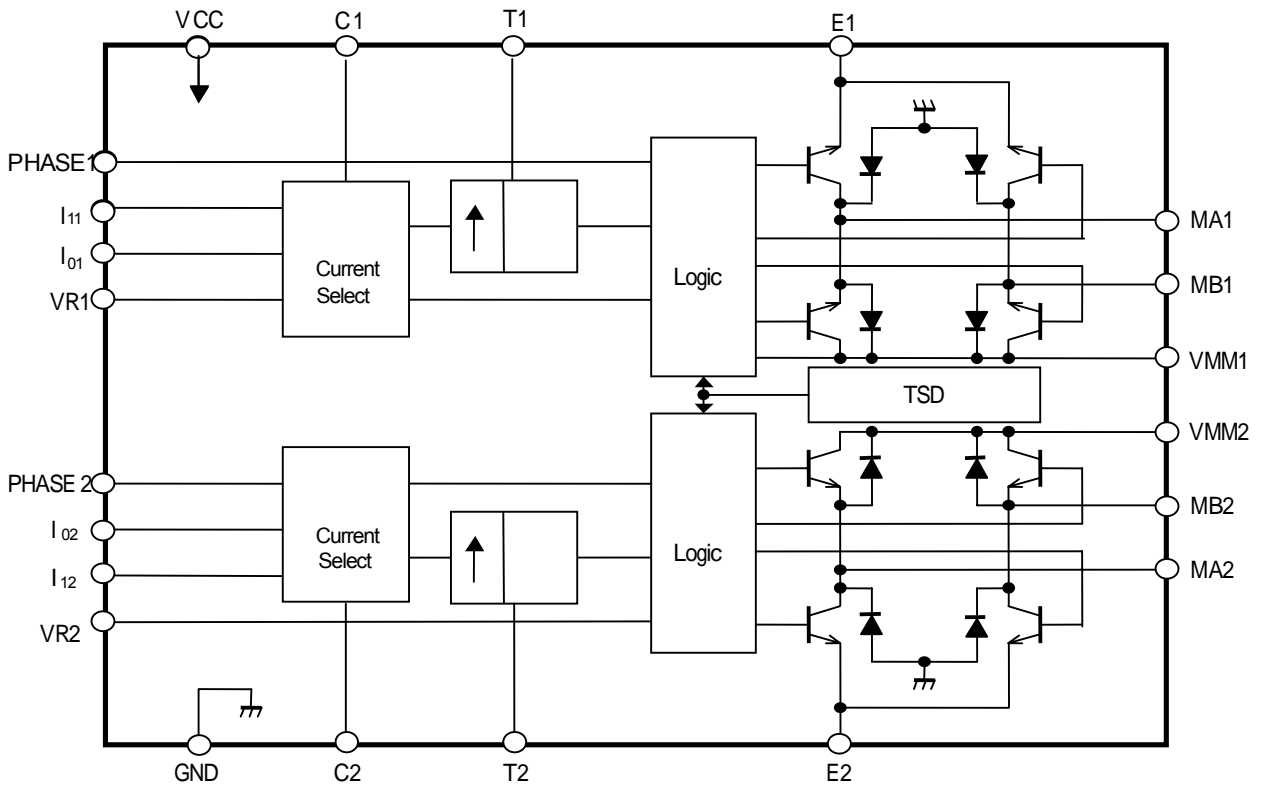 VCC
C1
T1
E1
PHASE1
I11
I01
VR1
Current
Select
Logic
MA1
MB1
VMM1
TSD
VMM2
PHASE 2
I02
I12
VR2
Current
Select
Logic
MB2
MA2
GND
C2
T2
E2